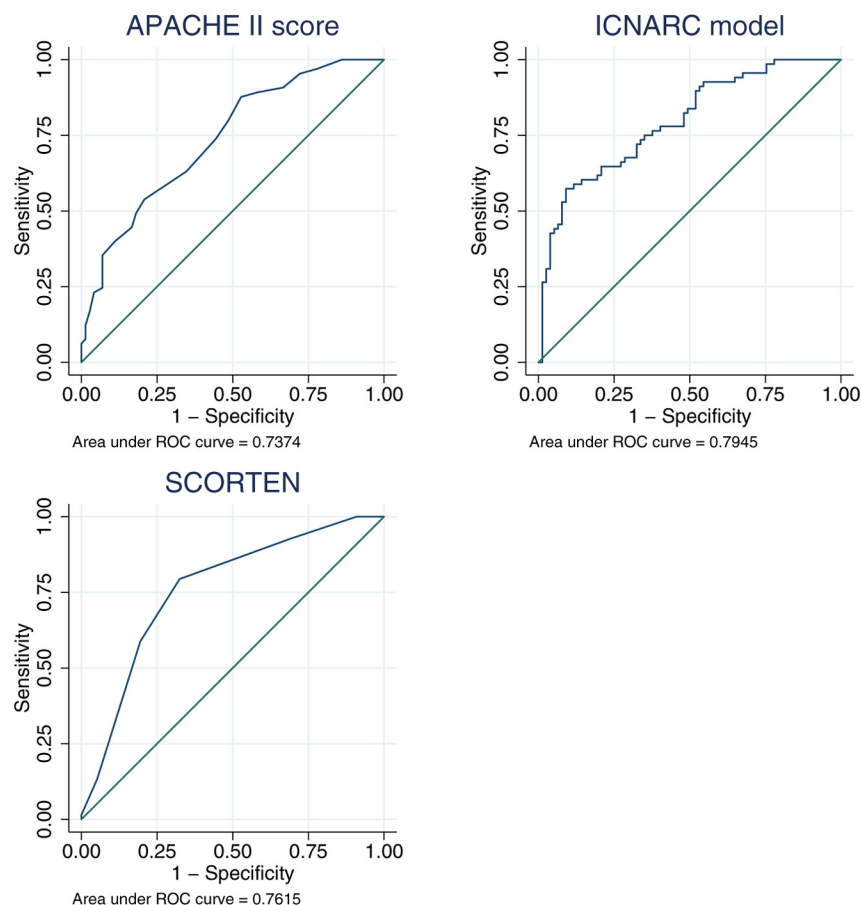 APACHE II score
1.00
0.75
0.50
0.25
0.00
Sensitivity
0.00 0.25 0.50 0.75 1.00
1 − Specificity
Area under ROC curve = 0.7374
ICNARC model
1.00
0.75
0.50
0.25
0.00
Sensitivity
0.00 0.25 0.50 0.75 1.00
1 − Specificity
Area under ROC curve = 0.7945
SCORTEN
1.00
0.75
0.50
0.25
0.00
Sensitivity
0.00 0.25 0.50 0.75 1.00
1 − Specificity
Area under ROC curve = 0.7615